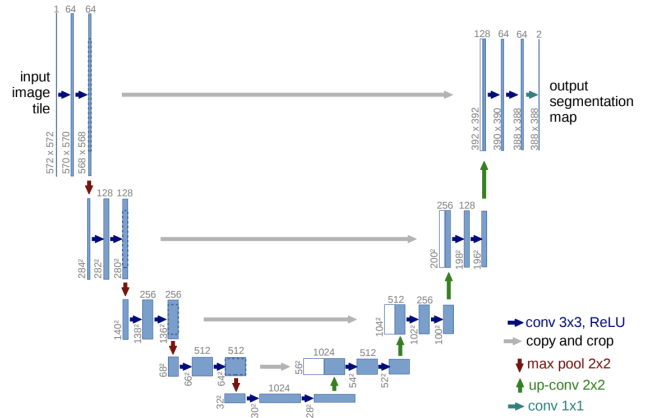 1 64 64
input
image
tile
572 x 572
570 x 570
568 x 568
128 64 64 2
output
segmentation
map
392 x 392
390 x 390
388 x 388
388 x 388
128 128
284²
282²
280²
256 128
200²
198²
196²
256 256
140²
138²
136²
512 256
104²
102²
100²
512 512
68²
66²
64²
1024 512
56²
54²
52²
1024
32²
30²
28²
conv 3x3, ReLU
copy and crop
max pool 2x2
up-conv 2x2
conv 1x1